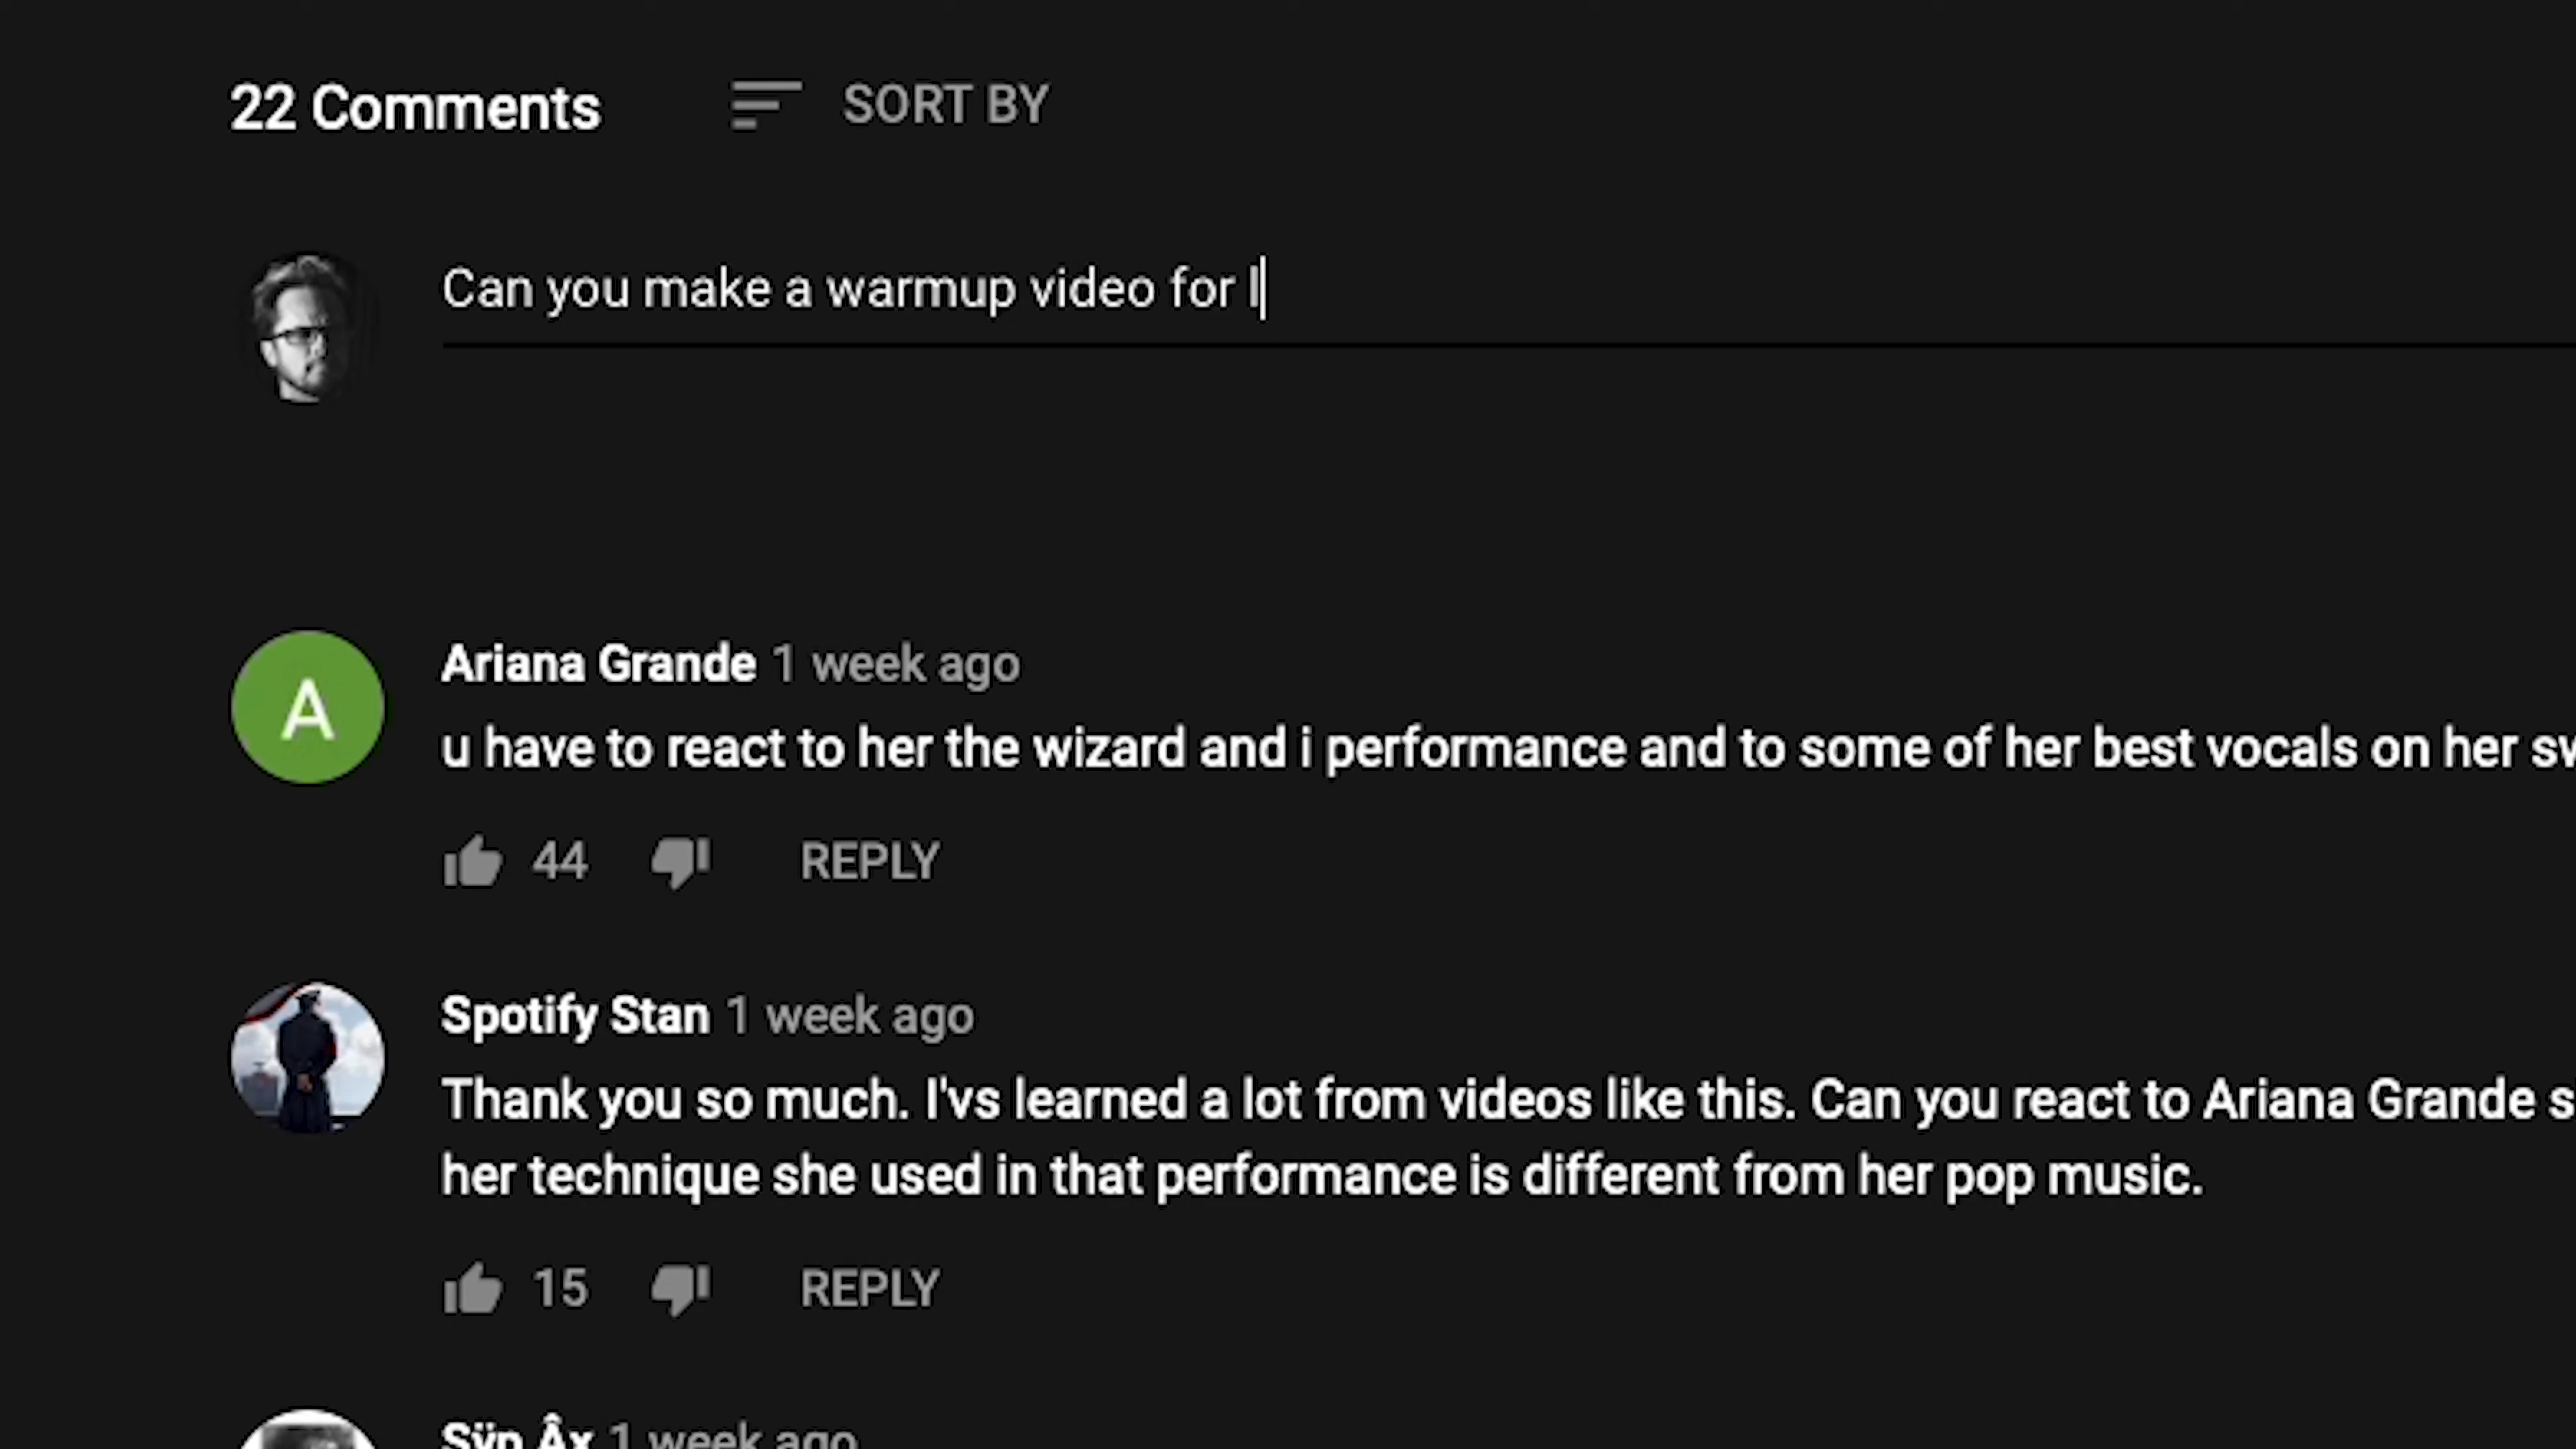 22 Comments SORT BY
Can you make a warmup video for l
A
Ariana Grande 1 week ago
u have to react to her the wizard and i performance and to some of her best vocals on her sw
44 REPLY
Spotify Stan 1 week ago
Thank you so much. I'vs learned a lot from videos like this. Can you react to Ariana Grande s
her technique she used in that performance is different from her pop music.
15 REPLY
Sÿn Âx 1 week ago